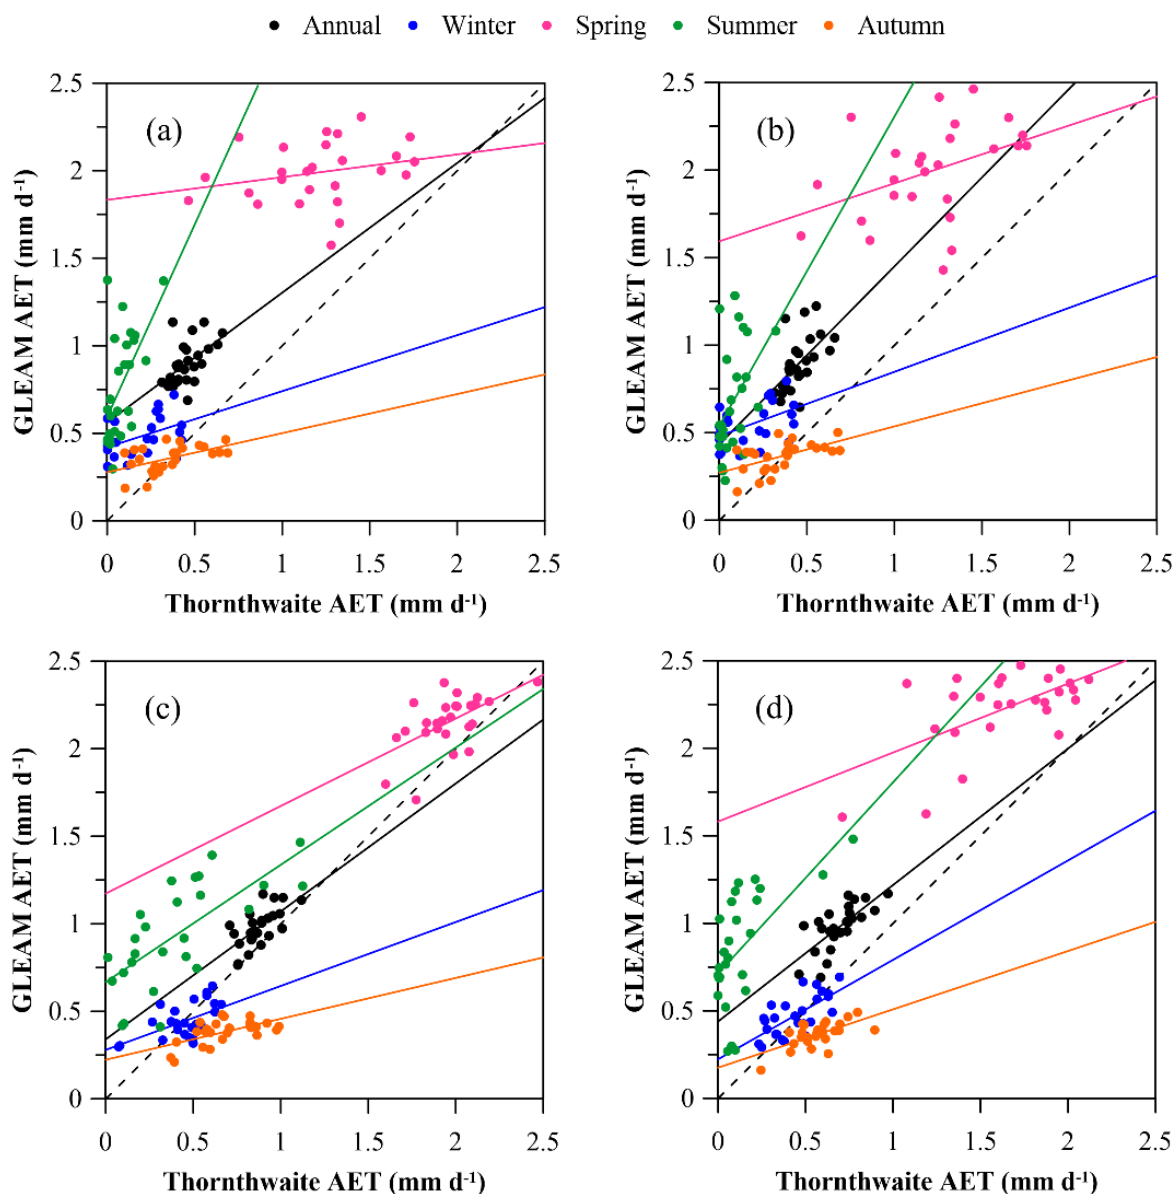 Annual Winter Spring Summer Autumn
(a)
2.5
2
1.5
1
0.5
0
GLEAM AET (mm d⁻¹)
0 0.5 1 1.5 2 2.5
Thornthwaite AET (mm d⁻¹)
(b)
2.5
2
1.5
1
0.5
0
GLEAM AET (mm d⁻¹)
0 0.5 1 1.5 2 2.5
Thornthwaite AET (mm d⁻¹)
(c)
2.5
2
1.5
1
0.5
0
GLEAM AET (mm d⁻¹)
0 0.5 1 1.5 2 2.5
Thornthwaite AET (mm d⁻¹)
(d)
2.5
2
1.5
1
0.5
0
GLEAM AET (mm d⁻¹)
0 0.5 1 1.5 2 2.5
Thornthwaite AET (mm d⁻¹)